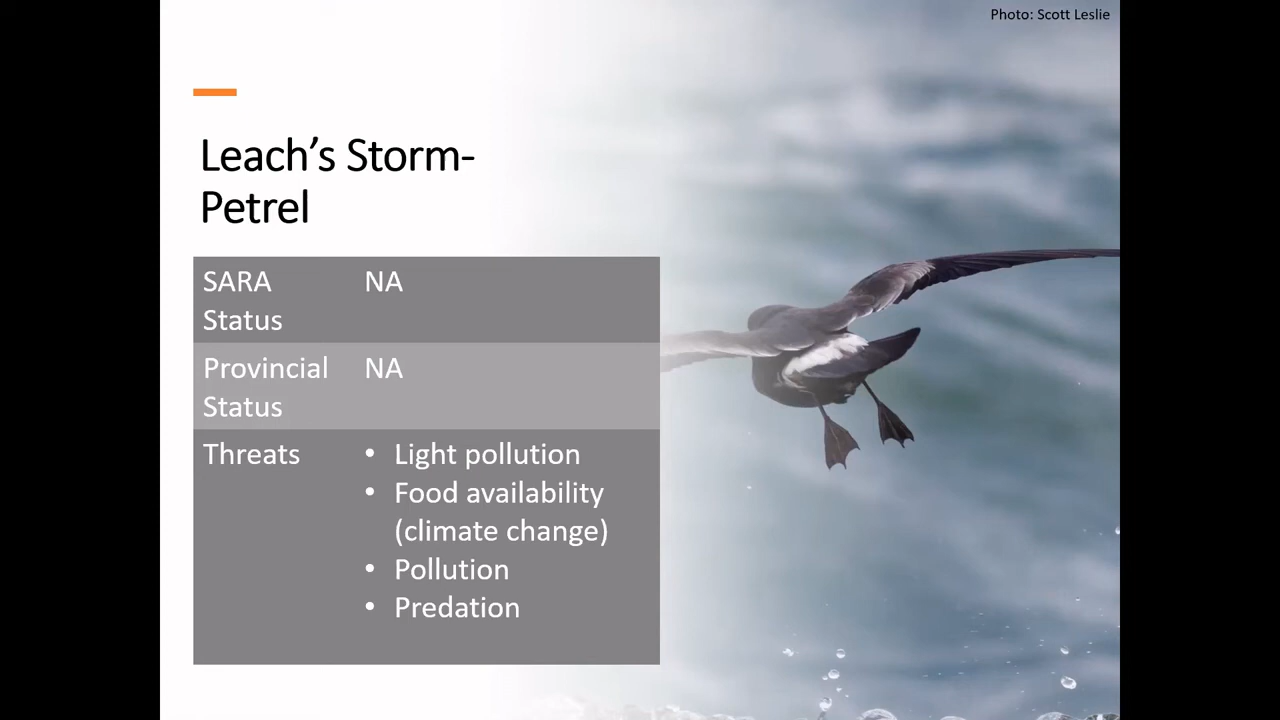 Photo: Scott Leslie
Leach’s Storm-
Petrel
SARA NA
Status
Provincial NA
Status
Threats • Light pollution
• Food availability
(climate change)
• Pollution
• Predation